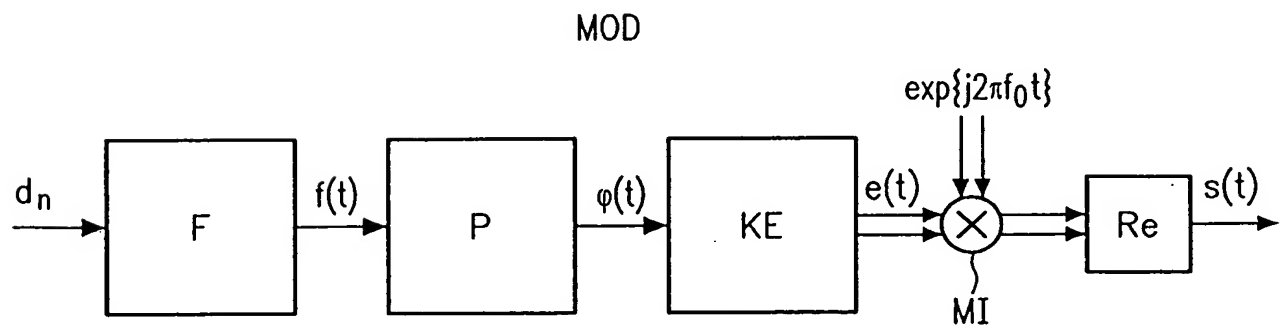 MOD
exp{j2πf₀t}
dₙ
F
f(t)
P
φ(t)
KE
e(t)
×
Re
s(t)
MI